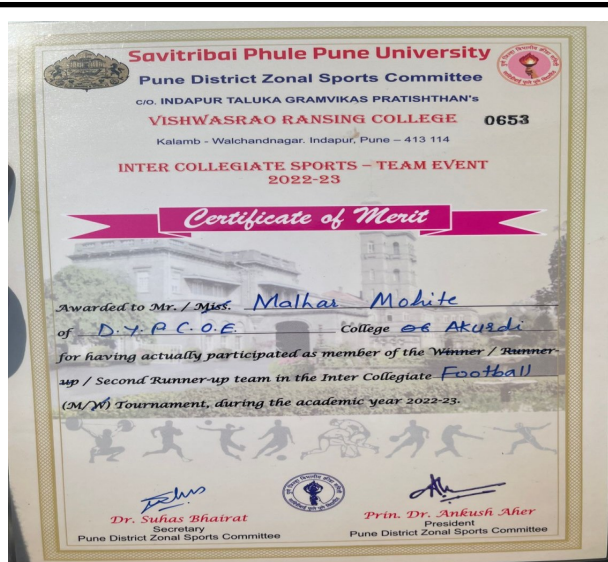 Savitribai Phule Pune University
Pune District Zonal Sports Committee
C/o. INDAPUR TALUKA GRAMVIKAS PRATISHTHAN's
VISHWASRAO RANSING COLLEGE 0653
Kalamb - Walchandnagar. Indapur, Pune – 413 114
INTER COLLEGIATE SPORTS – TEAM EVENT
2022-23
Certificate of Merit
Awarded to Mr. / Miss. Malhar Mohite
of D.Y.P.C.O.E. College Akurdi
for having actually participated as member of the Winner / Runner-
up / Second Runner-up team in the Inter Collegiate Football
(M/W) Tournament, during the academic year 2022-23.
Dr. Suhas Bhairat
Secretary
Pune District Zonal Sports Committee
Prin. Dr. Ankush Aher
President
Pune District Zonal Sports Committee